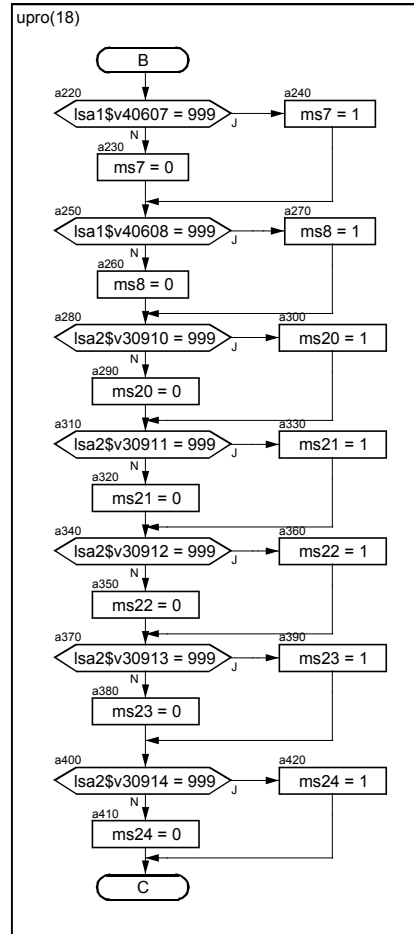 upro(18)
B
a220
lsa1$v40607 = 999
J
a240
ms7 = 1
N
a230
ms7 = 0
a250
lsa1$v40608 = 999
J
a270
ms8 = 1
N
a260
ms8 = 0
a280
lsa2$v30910 = 999
J
a300
ms20 = 1
N
a290
ms20 = 0
a310
lsa2$v30911 = 999
J
a330
ms21 = 1
N
a320
ms21 = 0
a340
lsa2$v30912 = 999
J
a360
ms22 = 1
N
a350
ms22 = 0
a370
lsa2$v30913 = 999
J
a390
ms23 = 1
N
a380
ms23 = 0
a400
lsa2$v30914 = 999
J
a420
ms24 = 1
N
a410
ms24 = 0
C